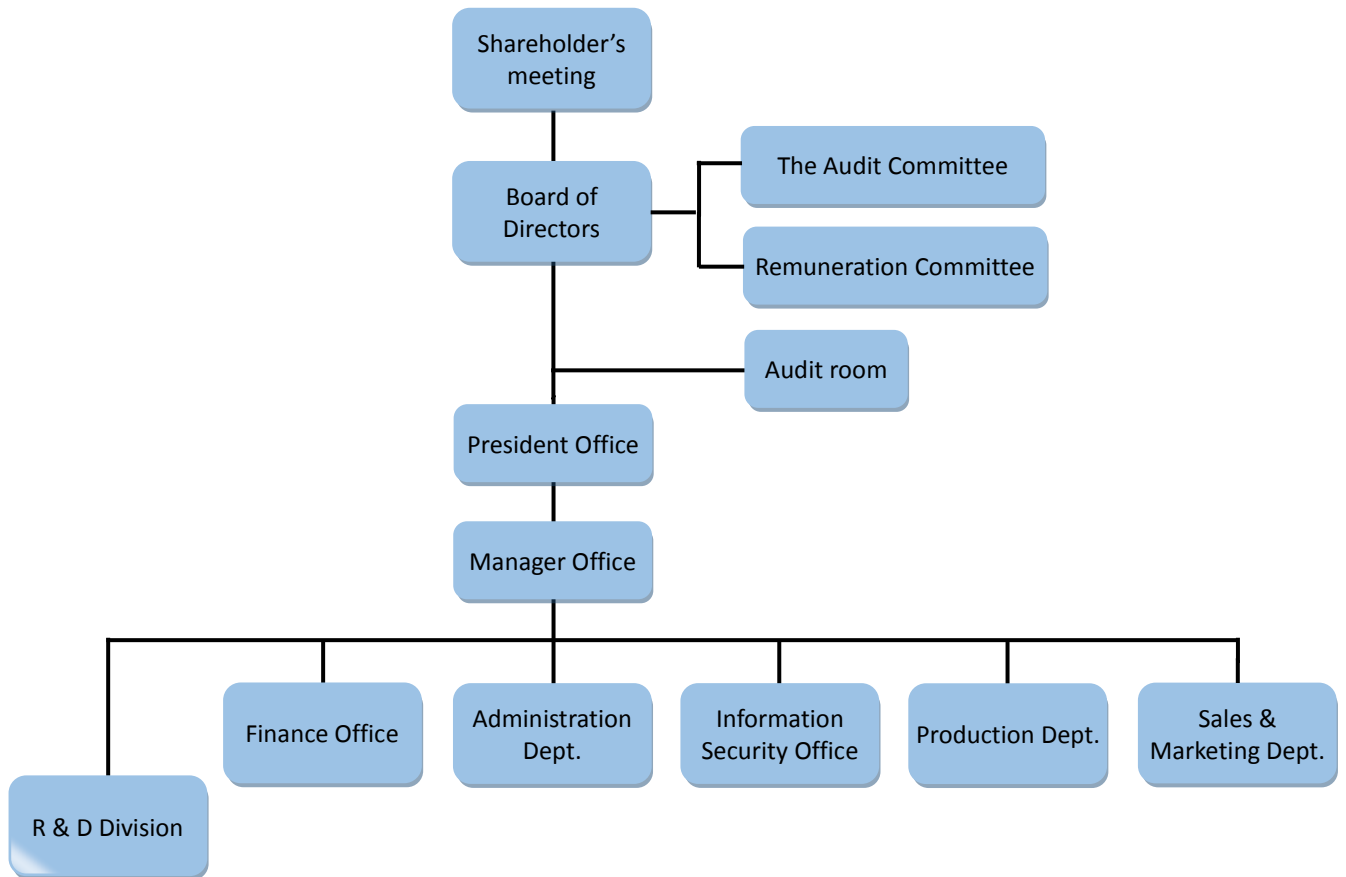 Shareholder’s
meeting
The Audit Committee
Board of
Directors
Remuneration Committee
Audit room
President Office
Manager Office
Finance Office
Administration
Dept.
Information
Security Office
Production Dept.
Sales &
Marketing Dept.
R & D Division